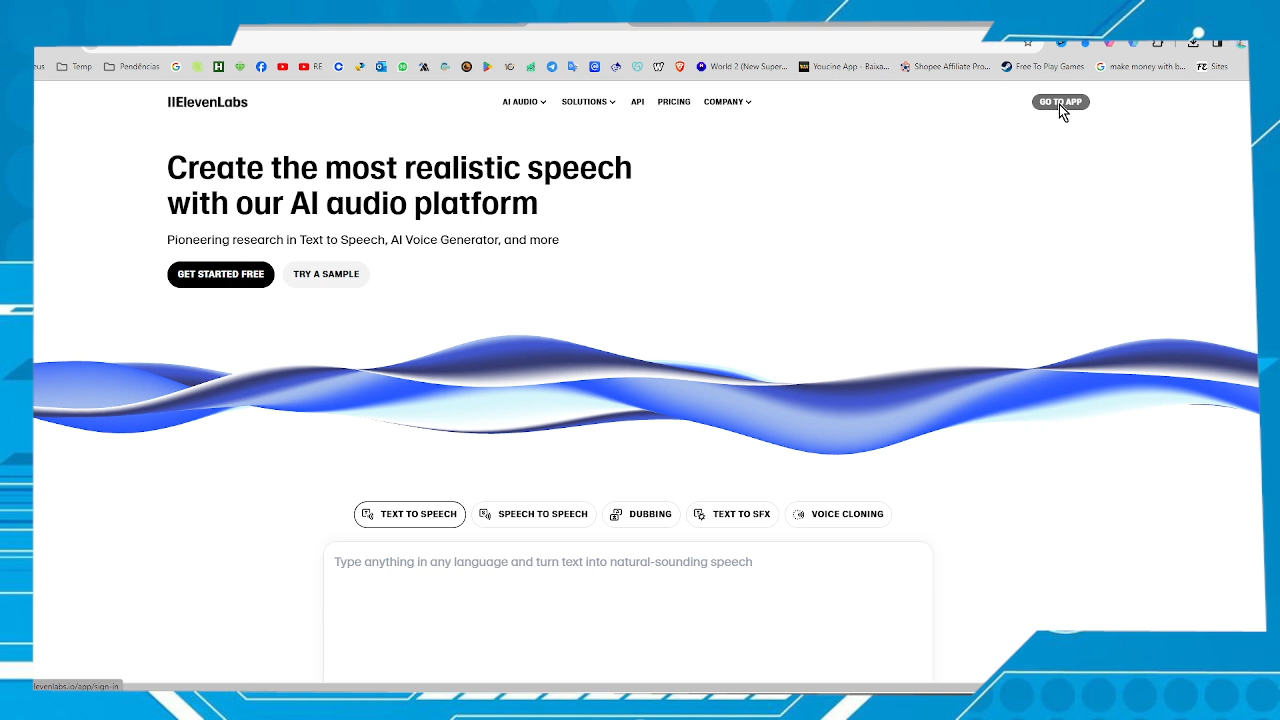 eus Temp Pendências RE World 2 (New Super... Youcine App - Baixa... Shopee Affiliate Pro... Free To Play Games make money with b... Sites
IIElevenLabs AI AUDIO SOLUTIONS API PRICING COMPANY GO TO APP
Create the most realistic speech
with our AI audio platform
Pioneering research in Text to Speech, AI Voice Generator, and more
GET STARTED FREE TRY A SAMPLE
TEXT TO SPEECH SPEECH TO SPEECH DUBBING TEXT TO SFX VOICE CLONING
Type anything in any language and turn text into natural-sounding speech
elevenlabs.io/app/sign-in